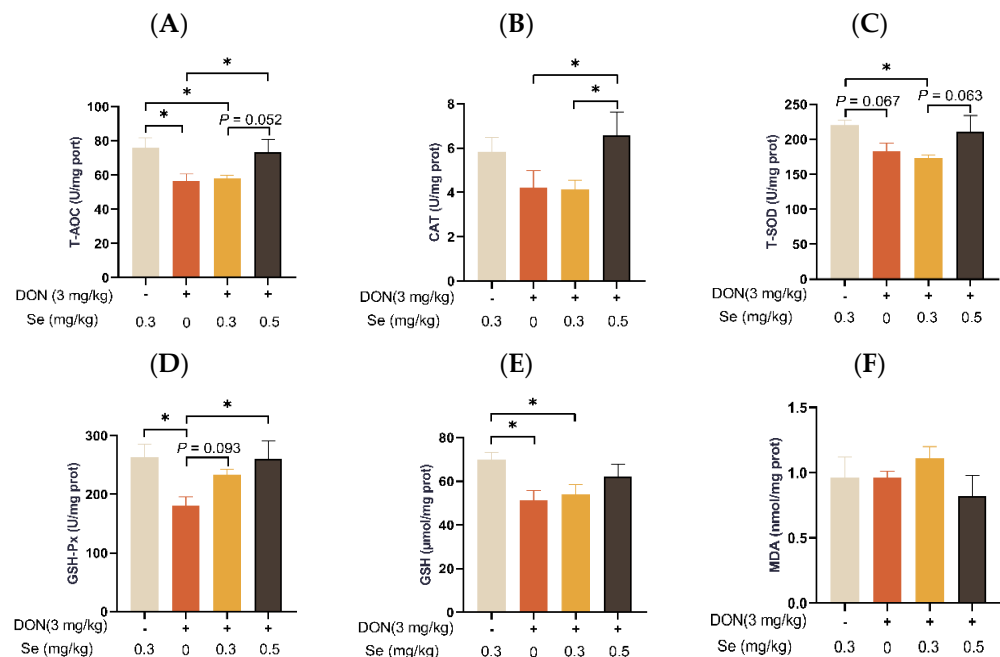 (A)
*
*
*
P = 0.052
T-AOC (U/mg port)
100
80
60
40
20
0
DON (3 mg/kg) - + + +
Se (mg/kg) 0.3 0 0.3 0.5
(B)
*
*
CAT (U/mg prot)
8
6
4
2
0
DON(3 mg/kg) - + + +
Se (mg/kg) 0.3 0 0.3 0.5
(C)
*
P = 0.067
P = 0.063
T-SOD (U/mg prot)
250
200
150
100
50
0
DON(3 mg/kg) - + + +
Se (mg/kg) 0.3 0 0.3 0.5
(D)
*
*
P = 0.093
GSH-Px (U/mg prot)
300
200
100
0
DON(3 mg/kg) - + + +
Se (mg/kg) 0.3 0 0.3 0.5
(E)
*
*
GSH (μmol/mg prot)
80
60
40
20
0
DON(3 mg/kg) - + + +
Se (mg/kg) 0.3 0 0.3 0.5
(F)
MDA (nmol/mg prot)
1.5
1.0
0.5
0.0
DON(3 mg/kg) - + + +
Se (mg/kg) 0.3 0 0.3 0.5